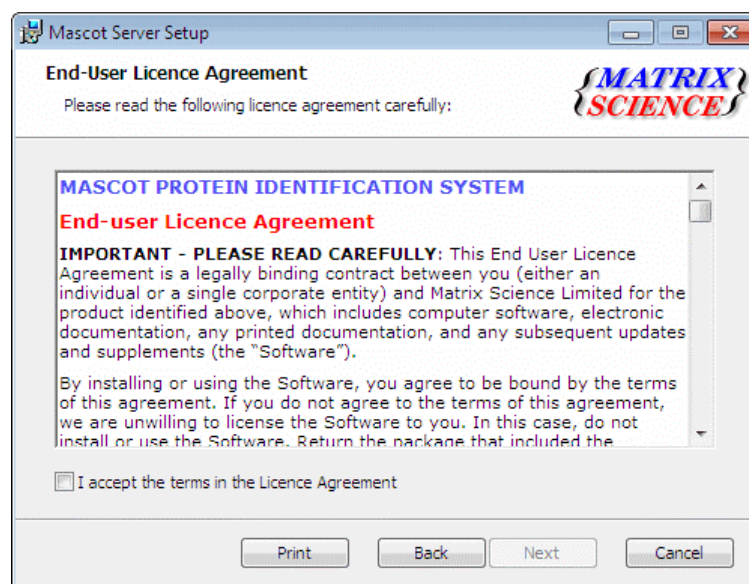 Mascot Server Setup
End-User Licence Agreement
Please read the following licence agreement carefully:
MATRIX
SCIENCE
MASCOT PROTEIN IDENTIFICATION SYSTEM
End-user Licence Agreement
IMPORTANT - PLEASE READ CAREFULLY: This End User Licence
Agreement is a legally binding contract between you (either an
individual or a single corporate entity) and Matrix Science Limited for the
product identified above, which includes computer software, electronic
documentation, any printed documentation, and any subsequent updates
and supplements (the “Software”).
By installing or using the Software, you agree to be bound by the terms
of this agreement. If you do not agree to the terms of this agreement,
we are unwilling to license the Software to you. In this case, do not
install or use the Software. Return the package that included the
I accept the terms in the Licence Agreement
Print Back Next Cancel